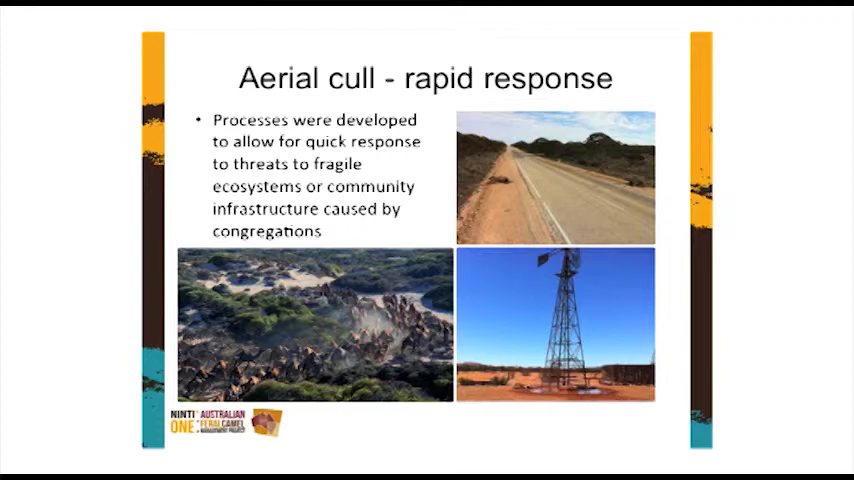 Aerial cull - rapid response
• Processes were developed
to allow for quick response
to threats to fragile
ecosystems or community
infrastructure caused by
congregations
NINTI
ONE
AUSTRALIAN
FERAL CAMEL
MANAGEMENT PROJECT